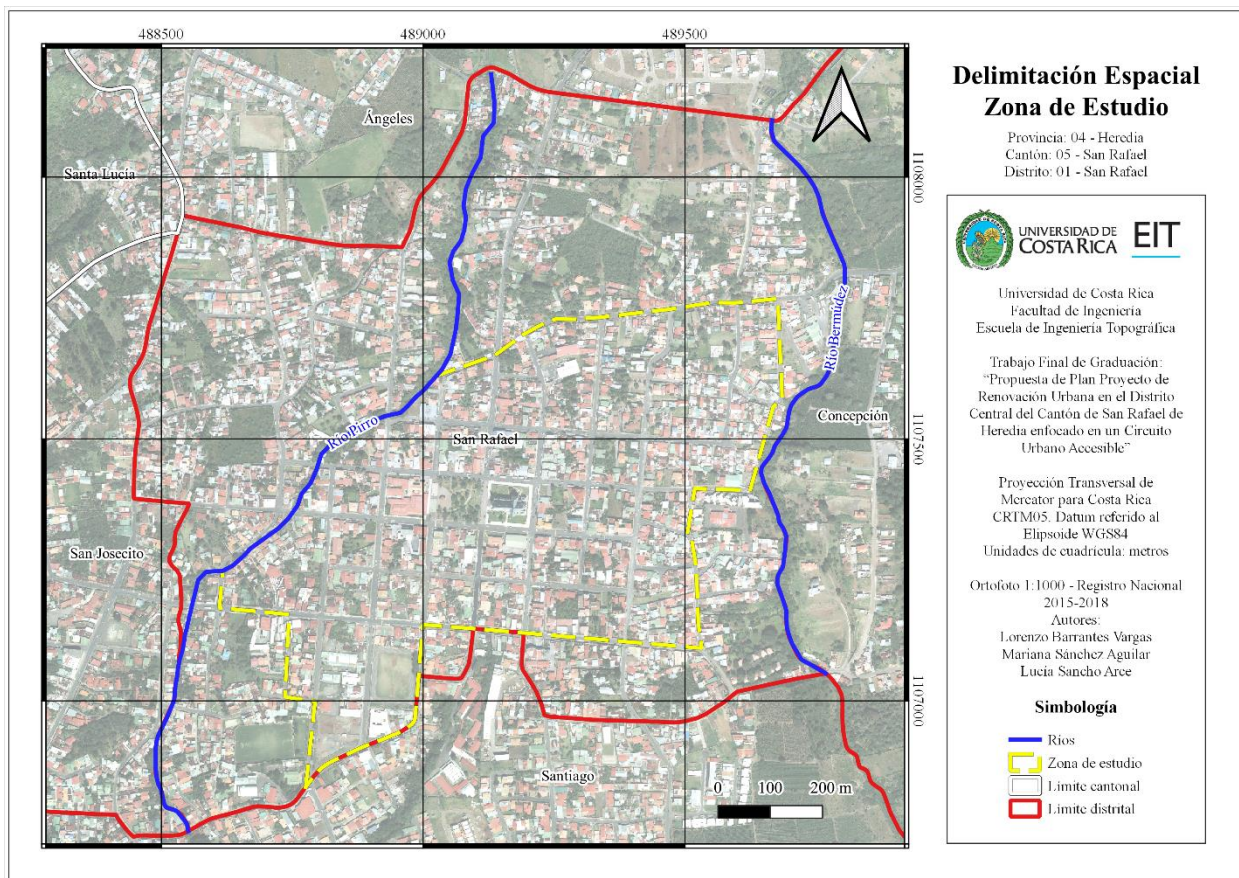 488500
489000
489500
Ángeles
Santa Lucía
1108000
Río Bermúdez
Concepción
Río Pirro
San Rafael
1107500
San Josecito
1107000
Santiago
0 100 200 m
Delimitación Espacial
Zona de Estudio
Provincia: 04 - Heredia
Cantón: 05 - San Rafael
Distrito: 01 - San Rafael
UNIVERSIDAD DE
COSTA RICA
EIT
Universidad de Costa Rica
Facultad de Ingeniería
Escuela de Ingeniería Topográfica
Trabajo Final de Graduación:
“Propuesta de Plan Proyecto de
Renovación Urbana en el Distrito
Central del Cantón de San Rafael de
Heredia enfocado en un Circuito
Urbano Accesible”
Proyección Transversal de
Mercator para Costa Rica
CRTM05. Datum referido al
Elipsoide WGS84
Unidades de cuadrícula: metros
Ortofoto 1:1000 - Registro Nacional
2015-2018
Autores:
Lorenzo Barrantes Vargas
Mariana Sánchez Aguilar
Lucía Sancho Arce
Simbología
Ríos
Zona de estudio
Límite cantonal
Límite distrital